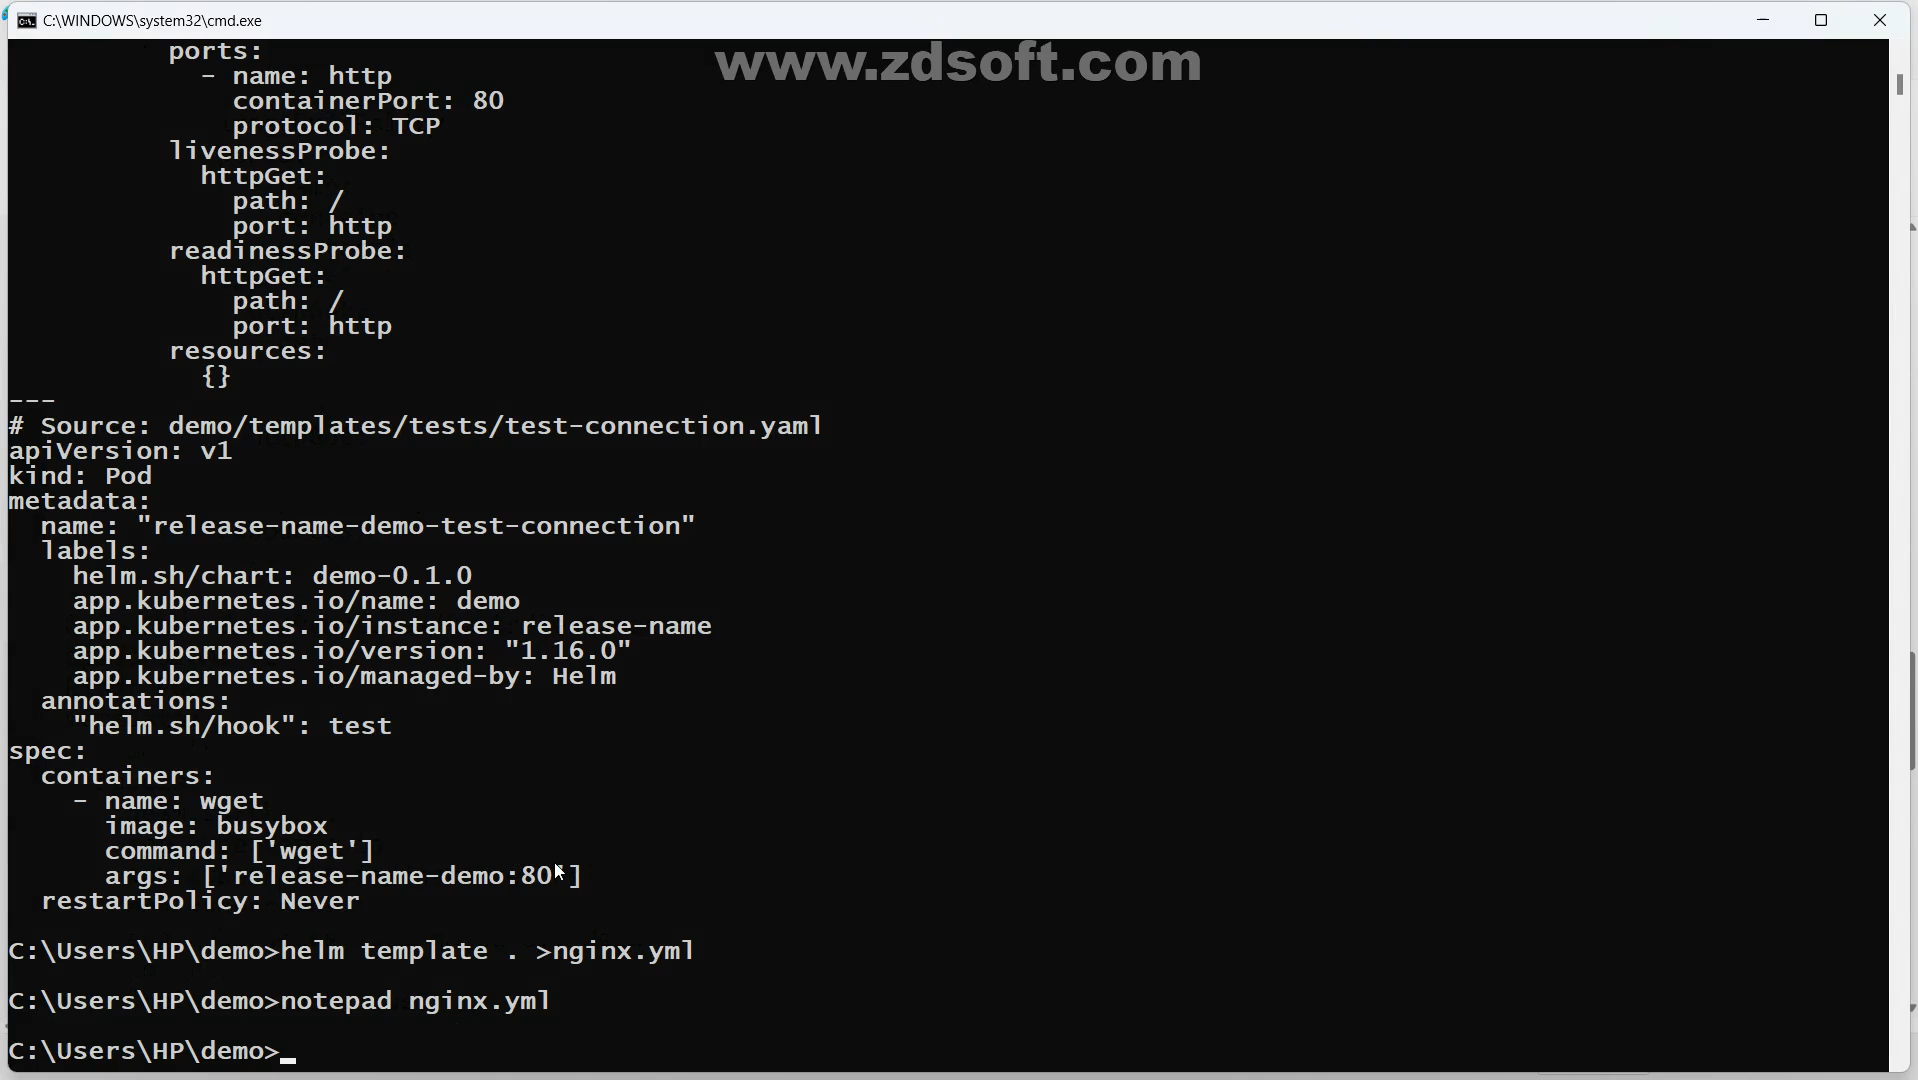 C:\WINDOWS\system32\cmd.exe
www.zdsoft.com
ports:
- name: http
containerPort: 80
protocol: TCP
livenessProbe:
httpGet:
path: /
port: http
readinessProbe:
httpGet:
path: /
port: http
resources:
{}
---
# Source: demo/templates/tests/test-connection.yaml
apiVersion: v1
kind: Pod
metadata:
name: "release-name-demo-test-connection"
labels:
helm.sh/chart: demo-0.1.0
app.kubernetes.io/name: demo
app.kubernetes.io/instance: release-name
app.kubernetes.io/version: "1.16.0"
app.kubernetes.io/managed-by: Helm
annotations:
"helm.sh/hook": test
spec:
containers:
- name: wget
image: busybox
command: ['wget']
args: ['release-name-demo:80']
restartPolicy: Never
C:\Users\HP\demo>helm template . >nginx.yml
C:\Users\HP\demo>notepad nginx.yml
C:\Users\HP\demo>